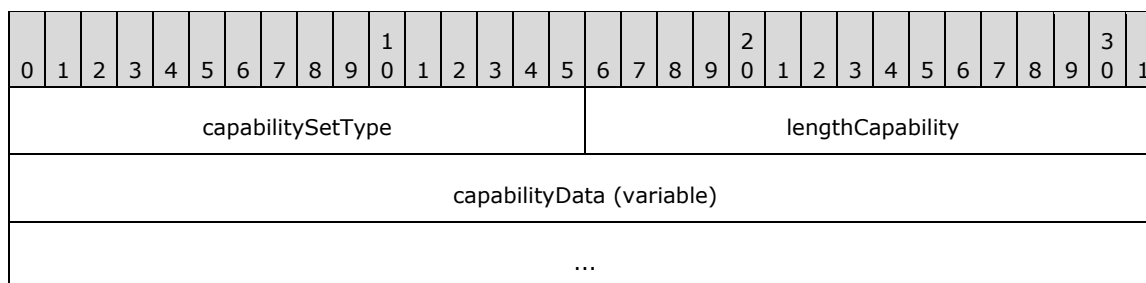 1 2 3
0 1 2 3 4 5 6 7 8 9 0 1 2 3 4 5 6 7 8 9 0 1 2 3 4 5 6 7 8 9 0 1
capabilitySetType lengthCapability
capabilityData (variable)
...